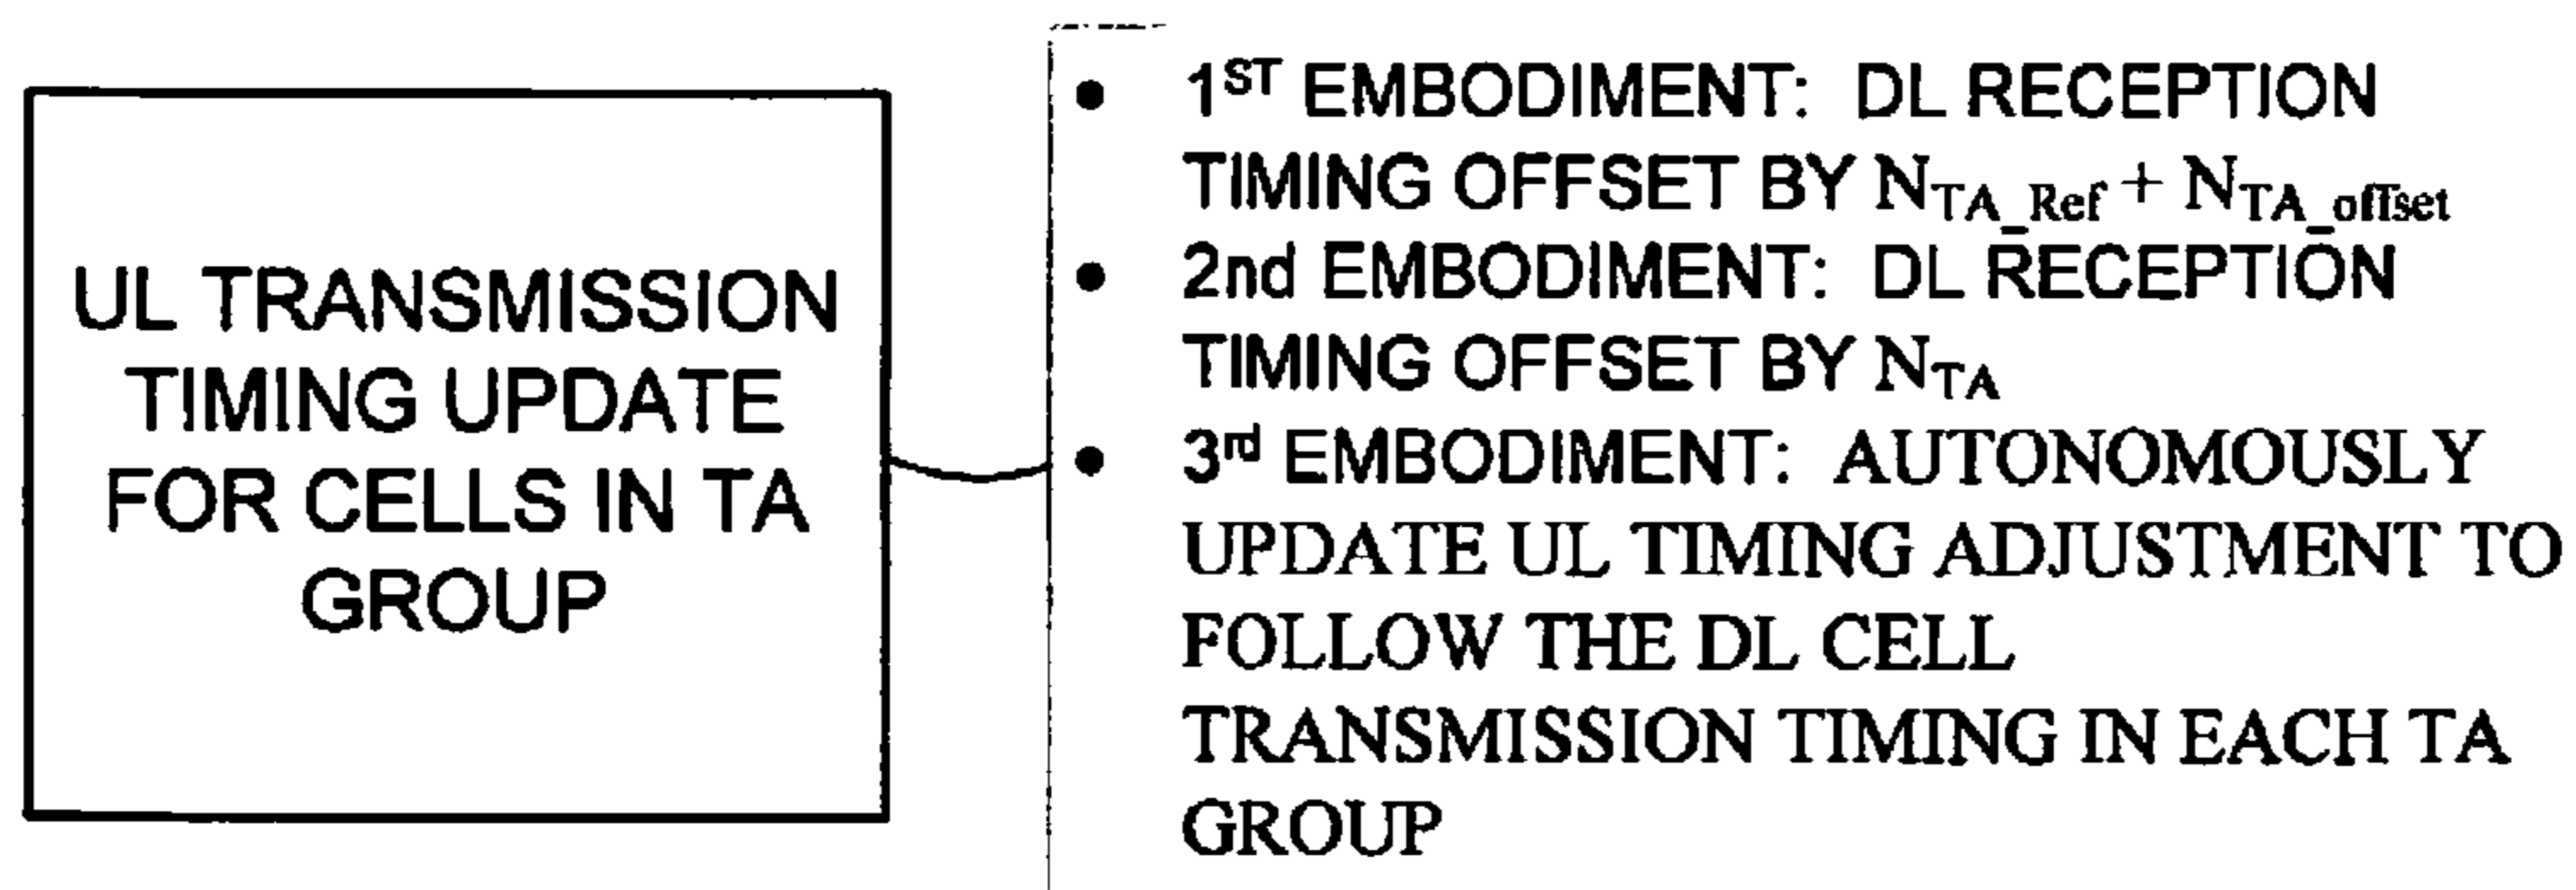 UL TRANSMISSION
TIMING UPDATE
FOR CELLS IN TA
GROUP
• 1ST EMBODIMENT: DL RECEPTION
TIMING OFFSET BY NTA_Ref + NTA_offset
• 2nd EMBODIMENT: DL RECEPTION
TIMING OFFSET BY NTA
• 3rd EMBODIMENT: AUTONOMOUSLY
UPDATE UL TIMING ADJUSTMENT TO
FOLLOW THE DL CELL
TRANSMISSION TIMING IN EACH TA
GROUP